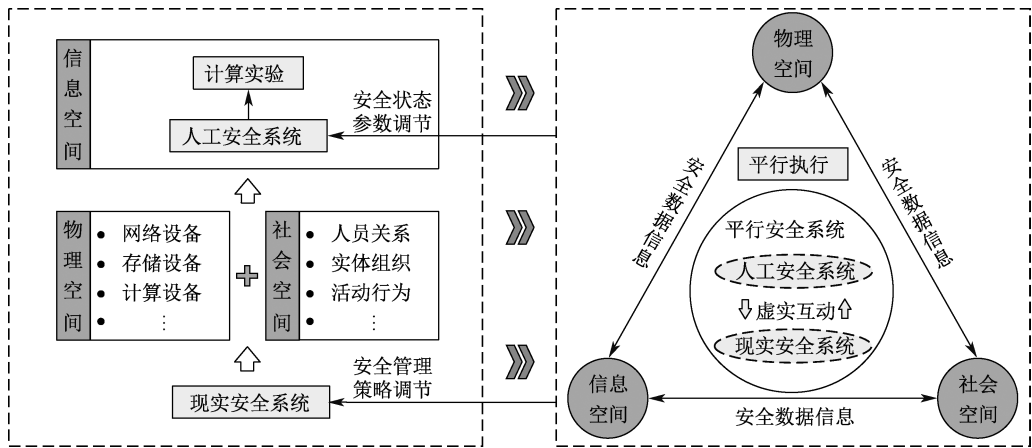 信息空间
计算实验
人工安全系统
安全状态
参数调节
物理空间
• 网络设备
• 存储设备
• 计算设备
• ⋮
社会空间
• 人员关系
• 实体组织
• 活动行为
• ⋮
现实安全系统
安全管理
策略调节
物理
空间
安全数据信息
安全数据信息
平行执行
平行安全系统
人工安全系统
虚实互动
现实安全系统
信息
空间
安全数据信息
社会
空间